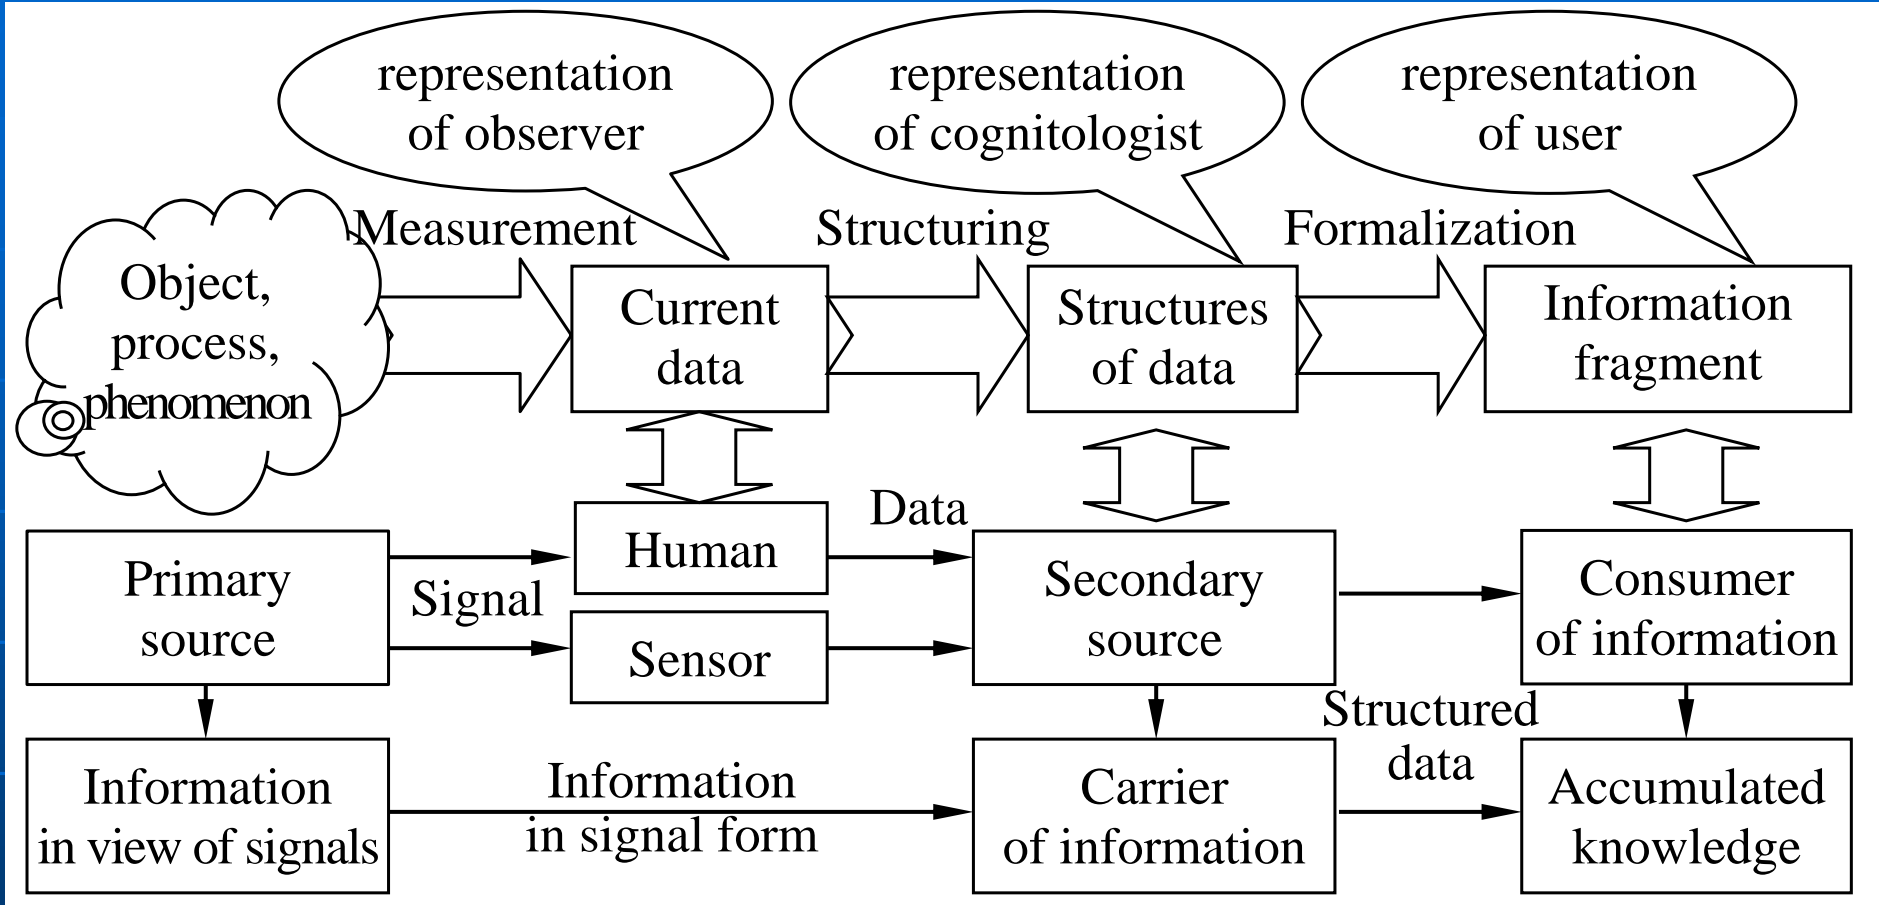 representation
of observer
representation
of cognitologist
representation
of user
Measurement
Structuring
Formalization
Object,
process,
phenomenon
Current
data
Structures
of data
Information
fragment
Primary
source
Signal
Human
Sensor
Data
Secondary
source
Consumer
of information
Information
in view of signals
Information
in signal form
Carrier
of information
Structured
data
Accumulated
knowledge